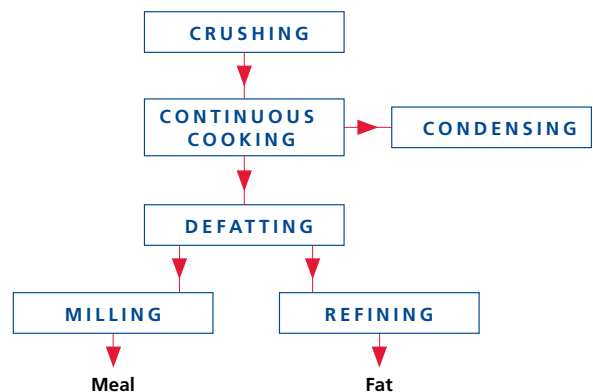 CRUSHING
CONTINUOUS
COOKING
CONDENSING
DEFATTING
MILLING
REFINING
Meal
Fat